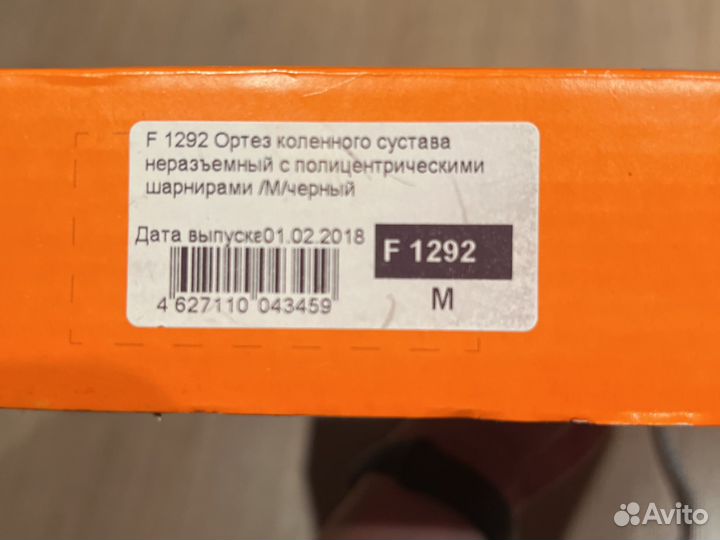 F 1292 Ортез коленного сустава
неразъемный с полицентрическими
шарнирами /М/черный
Дата выпуска01.02.2018
F 1292
4 627110 043459
М
Avito